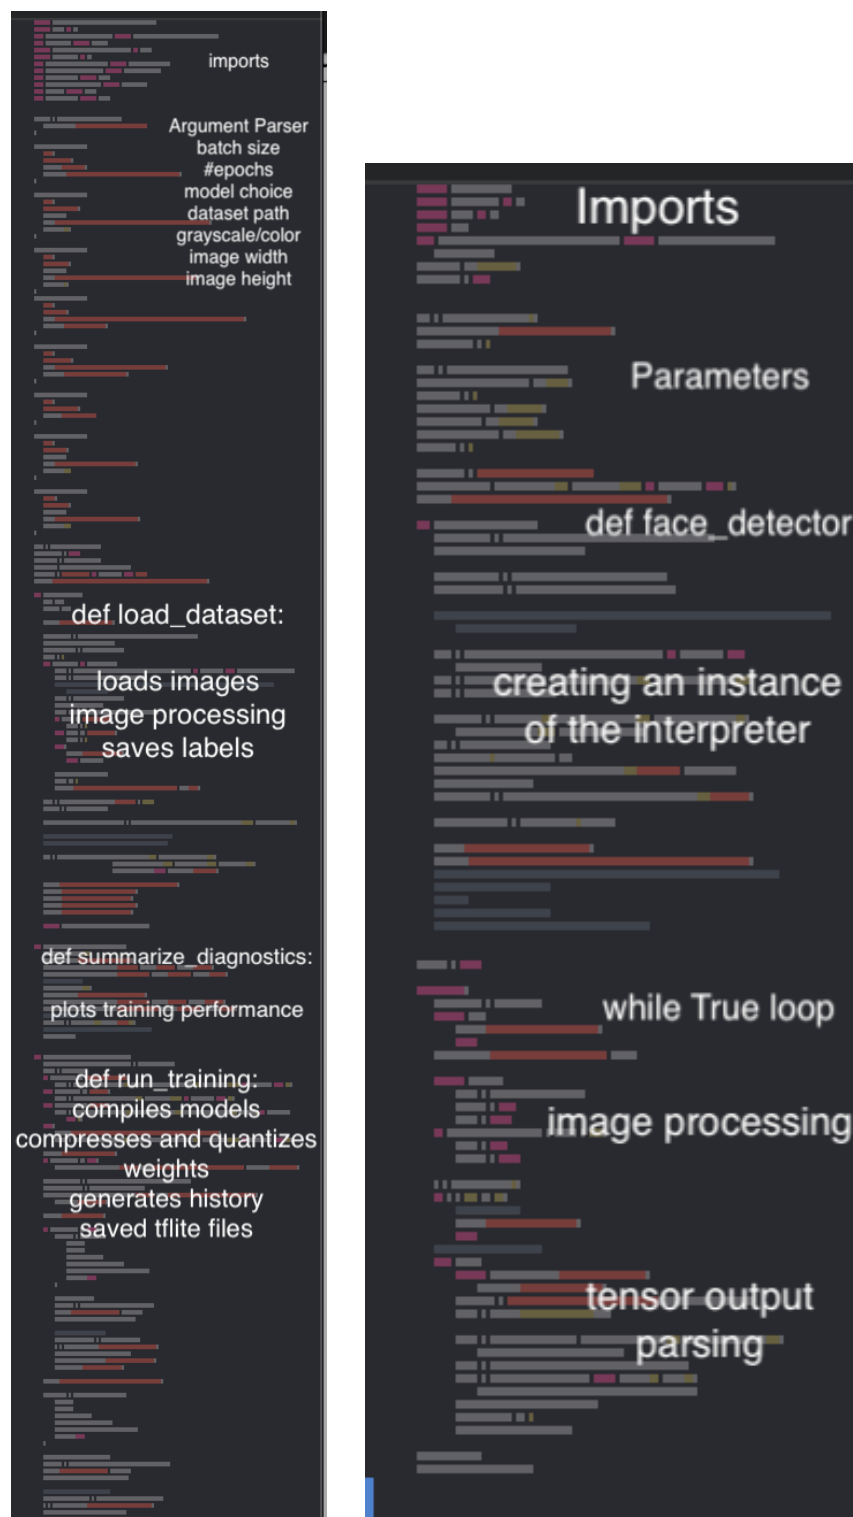 imports
Argument Parser
batch size
#epochs
model choice
dataset path
grayscale/color
image width
image height
def load_dataset:
loads images
image processing
saves labels
def summarize_diagnostics:
plots training performance
def run_training:
compiles models
compresses and quantizes
weights
generates history
saved tflite files
Imports
Parameters
def face_detector
creating an instance
of the interpreter
while True loop
image processing
tensor output
parsing